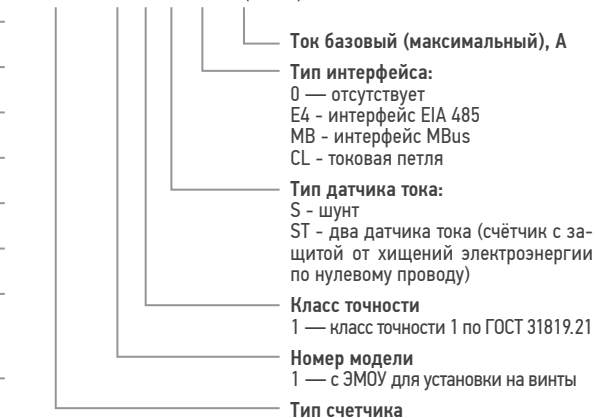 Ток базовый (максимальный), А
Тип интерфейса:
0 — отсутствует
E4 - интерфейс EIA 485
MB - интерфейс MBus
CL - токовая петля
Тип датчика тока:
S - шунт
ST - два датчика тока (счётчик с за-
щитой от хищений электроэнергии
по нулевому проводу)
Класс точности
1 — класс точности 1 по ГОСТ 31819.21
Номер модели
1 — с ЭМОУ для установки на винты
Тип счетчика